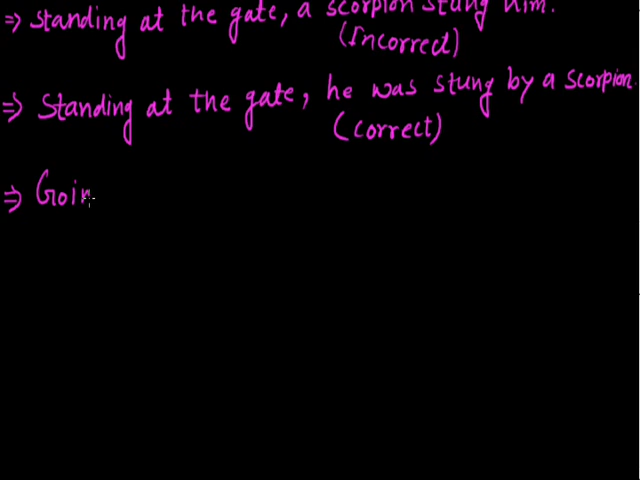 ⇒ Standing at the gate, a scorpion stung him.
(Incorrect)
⇒ Standing at the gate, he was stung by a scorpion.
(correct)
⇒ Goin